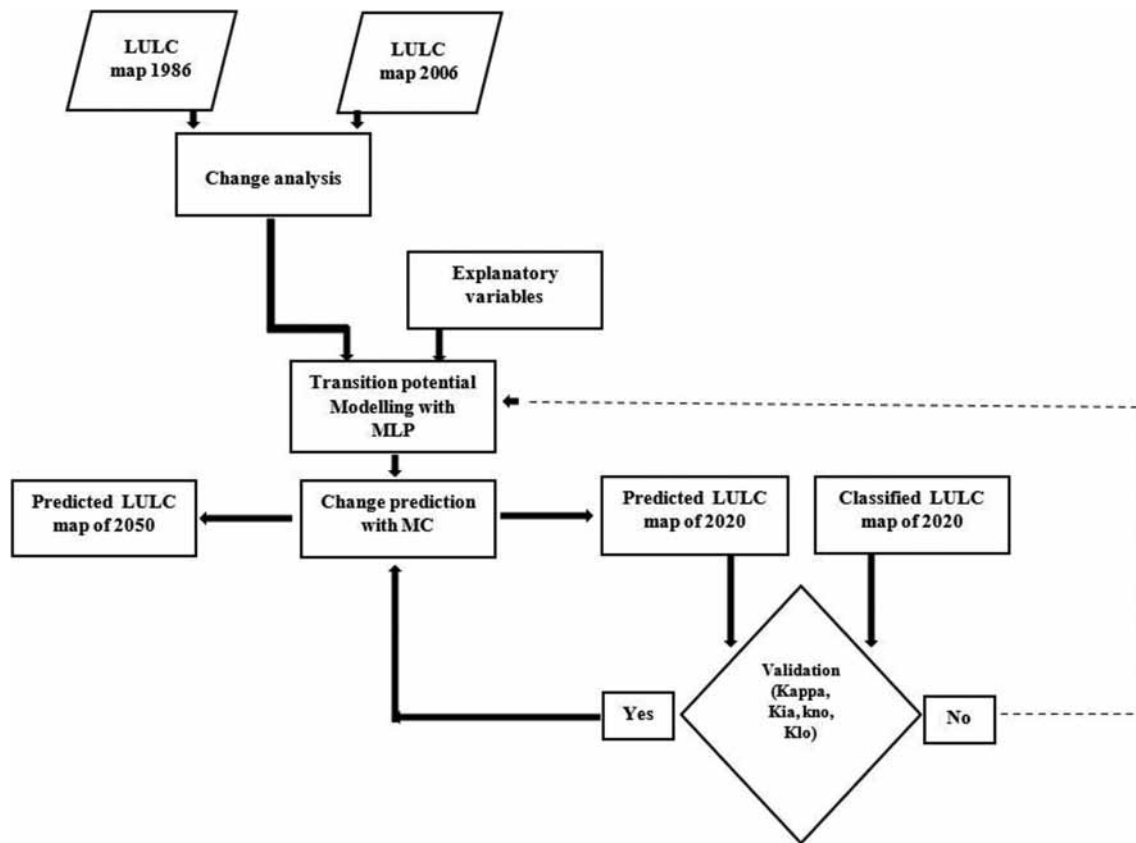 LULC
map 1986
LULC
map 2006
Change analysis
Explanatory
variables
Transition potential
Modelling with
MLP
Predicted LULC
map of 2050
Change prediction
with MC
Predicted LULC
map of 2020
Classified LULC
map of 2020
Validation
(Kappa,
Kia, kno,
Klo)
Yes
No